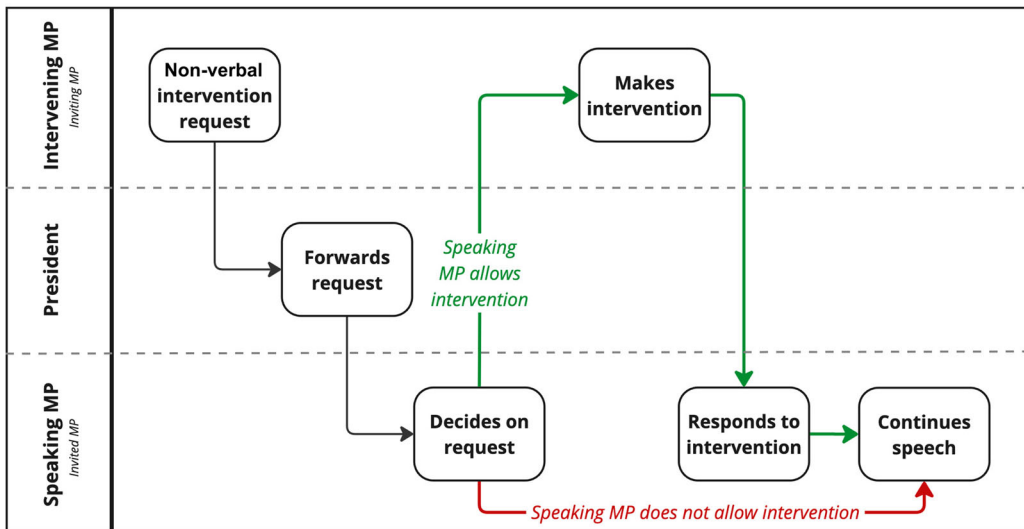 Intervening MP
Inviting MP
Non-verbal
intervention
request
Makes
intervention
President
Forwards
request
Speaking
MP allows
intervention
Speaking MP
Invited MP
Decides on
request
Responds to
intervention
Continues
speech
Speaking MP does not allow intervention